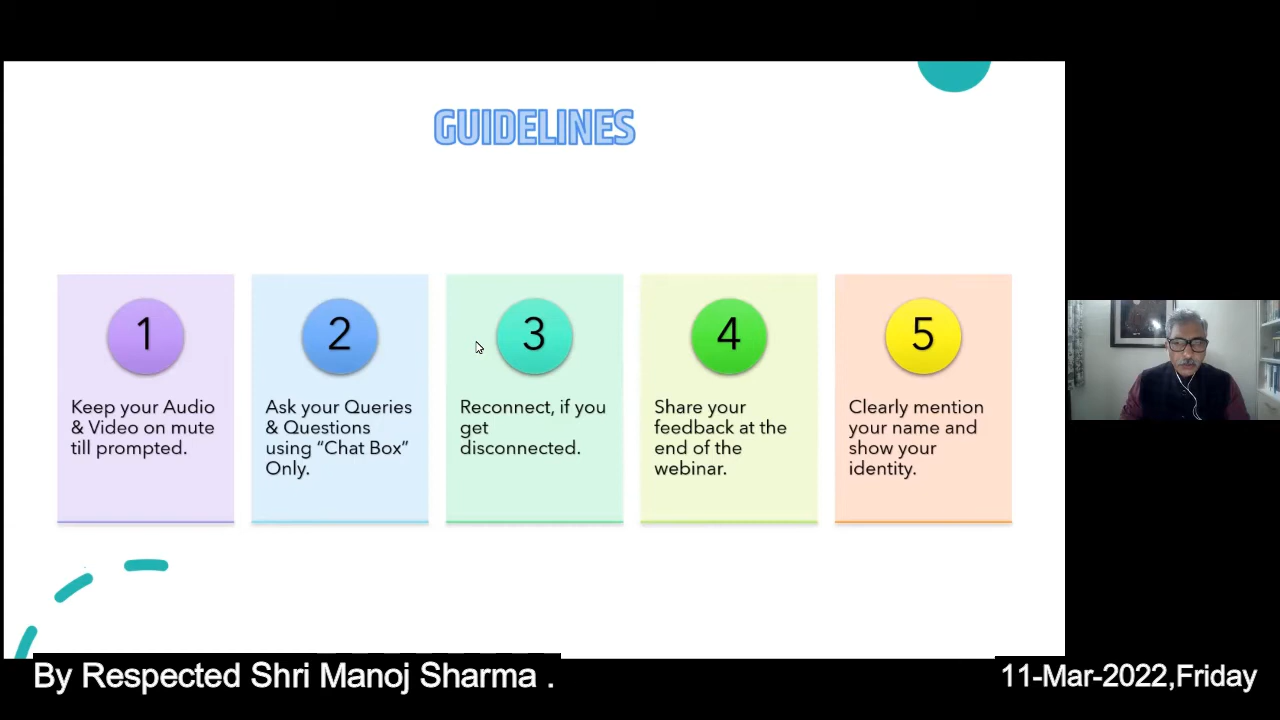 GUIDELINES
1
Keep your Audio
& Video on mute
till prompted.
2
Ask your Queries
& Questions
using “Chat Box”
Only.
3
Reconnect, if you
get
disconnected.
4
Share your
feedback at the
end of the
webinar.
5
Clearly mention
your name and
show your
identity.
By Respected Shri Manoj Sharma .
11-Mar-2022,Friday